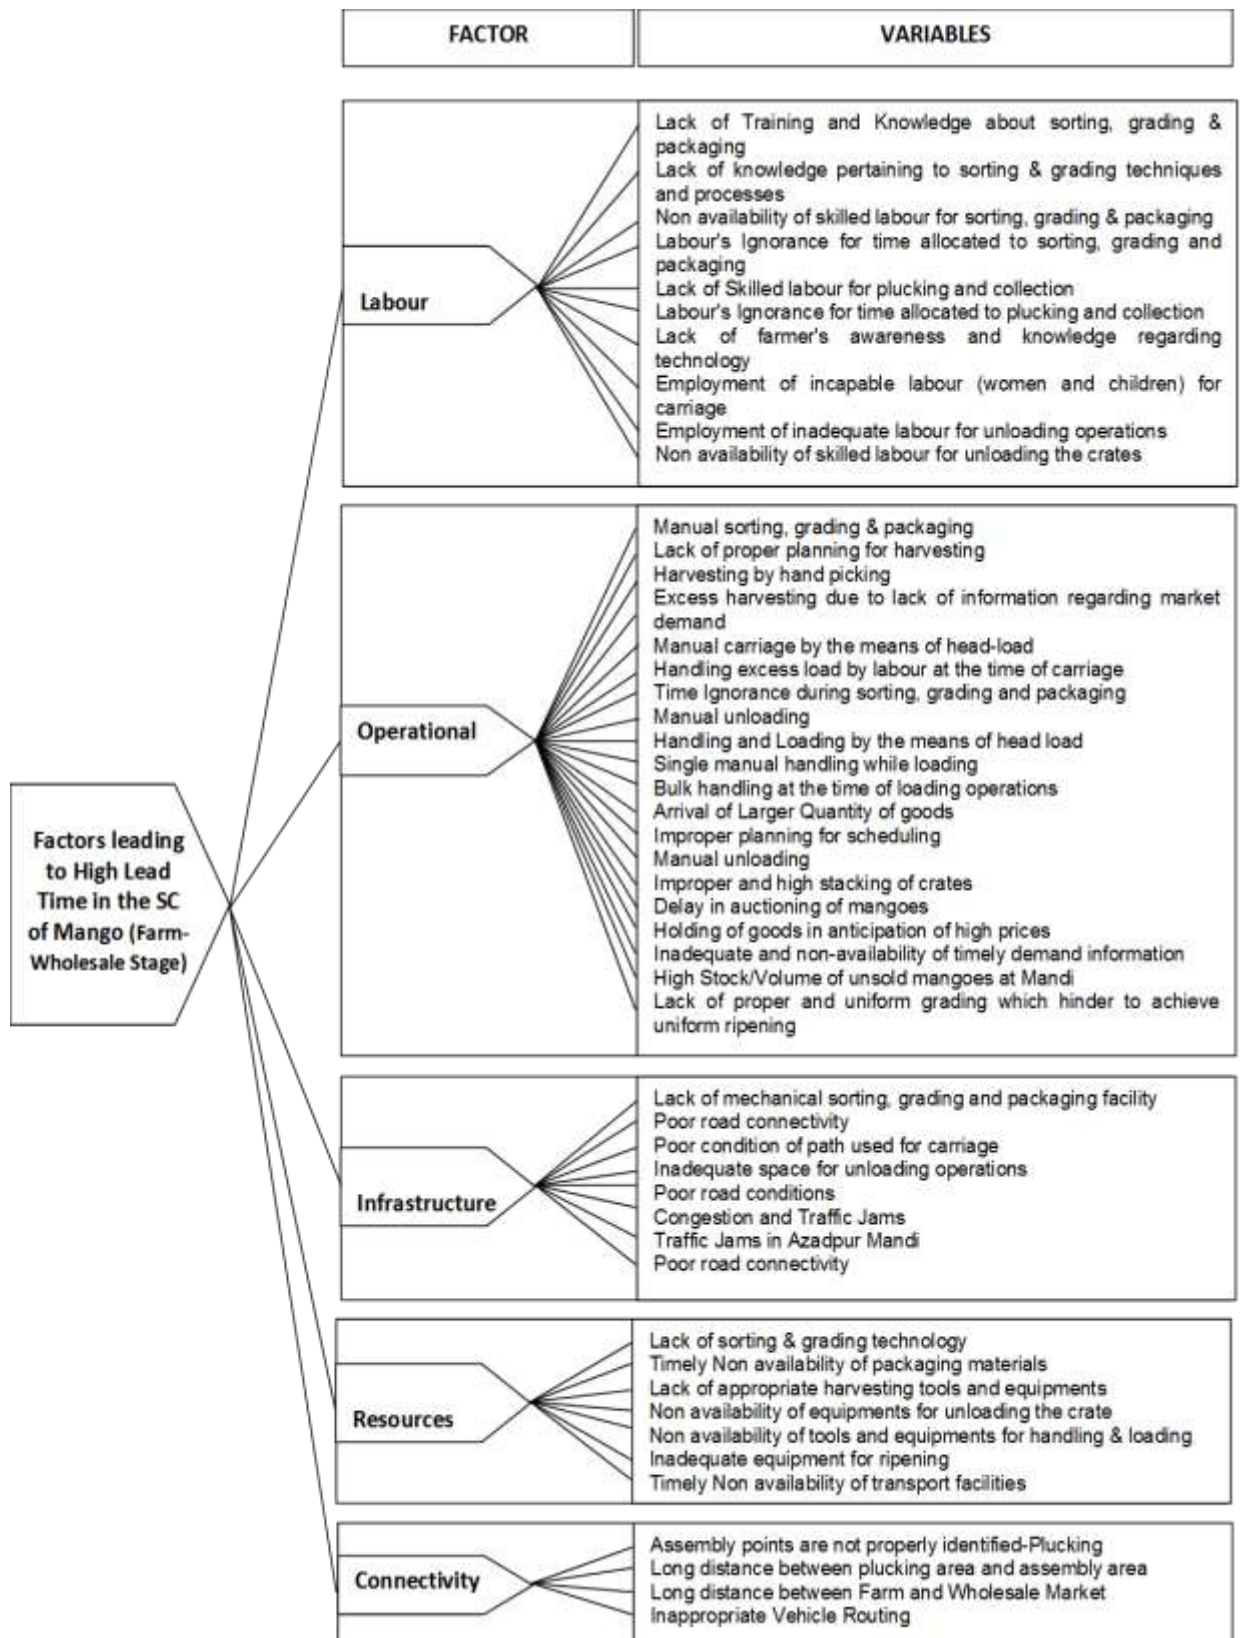 FACTOR
VARIABLES
Lack of Training and Knowledge about sorting, grading &
packaging
Lack of knowledge pertaining to sorting & grading techniques
and processes
Non availability of skilled labour for sorting, grading & packaging
Labour's Ignorance for time allocated to sorting, grading and
packaging
Lack of Skilled labour for plucking and collection
Labour's Ignorance for time allocated to plucking and collection
Lack of farmer's awareness and knowledge regarding
technology
Employment of incapable labour (women and children) for
carriage
Employment of inadequate labour for unloading operations
Non availability of skilled labour for unloading the crates
Labour
Manual sorting, grading & packaging
Lack of proper planning for harvesting
Harvesting by hand picking
Excess harvesting due to lack of information regarding market
demand
Manual carriage by the means of head-load
Handling excess load by labour at the time of carriage
Time Ignorance during sorting, grading and packaging
Manual unloading
Handling and Loading by the means of head load
Single manual handling while loading
Bulk handling at the time of loading operations
Arrival of Larger Quantity of goods
Improper planning for scheduling
Manual unloading
Improper and high stacking of crates
Delay in auctioning of mangoes
Holding of goods in anticipation of high prices
Inadequate and non-availability of timely demand information
High Stock/Volume of unsold mangoes at Mandi
Lack of proper and uniform grading which hinder to achieve
uniform ripening
Operational
Factors leading
to High Lead
Time in the SC
of Mango (Farm-
Wholesale Stage)
Lack of mechanical sorting, grading and packaging facility
Poor road connectivity
Poor condition of path used for carriage
Inadequate space for unloading operations
Poor road conditions
Congestion and Traffic Jams
Traffic Jams in Azadpur Mandi
Poor road connectivity
Infrastructure
Lack of sorting & grading technology
Timely Non availability of packaging materials
Lack of appropriate harvesting tools and equipments
Non availability of equipments for unloading the crate
Non availability of tools and equipments for handling & loading
Inadequate equipment for ripening
Timely Non availability of transport facilities
Resources
Assembly points are not properly identified-Plucking
Long distance between plucking area and assembly area
Long distance between Farm and Wholesale Market
Inappropriate Vehicle Routing
Connectivity